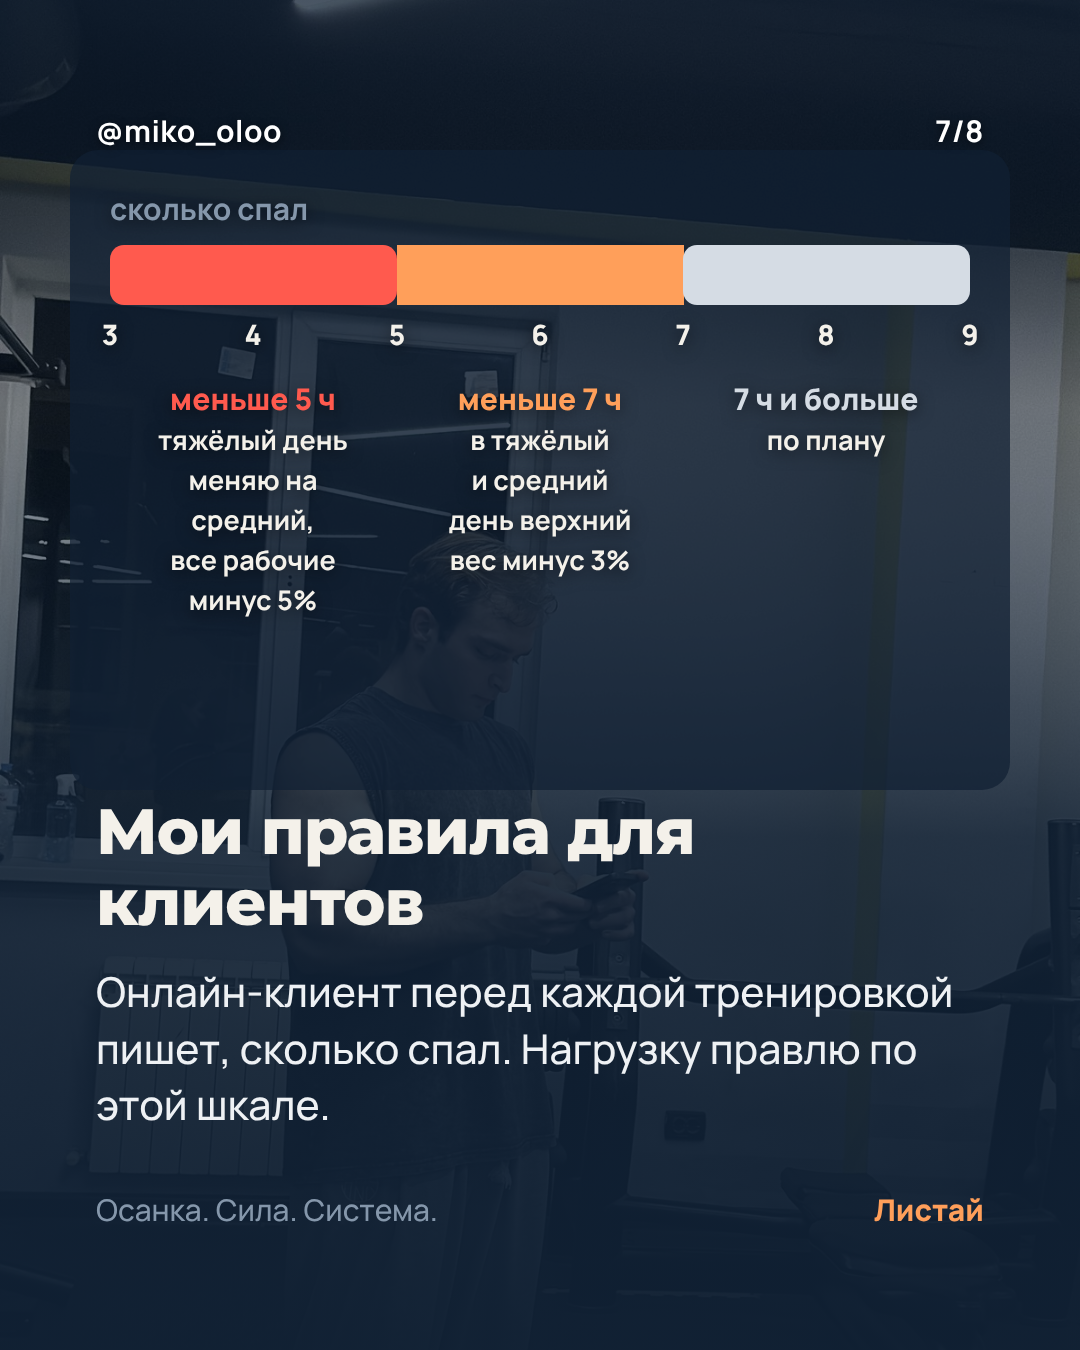 @miko_oloo
7/8
сколько спал
3 4 5 6 7 8 9
меньше 5 ч
тяжёлый день
меняю на
средний,
все рабочие
минус 5%
меньше 7 ч
в тяжёлый
и средний
день верхний
вес минус 3%
7 ч и больше
по плану
Мои правила для
клиентов
Онлайн-клиент перед каждой тренировкой
пишет, сколько спал. Нагрузку правлю по
этой шкале.
Осанка. Сила. Система.
Листай